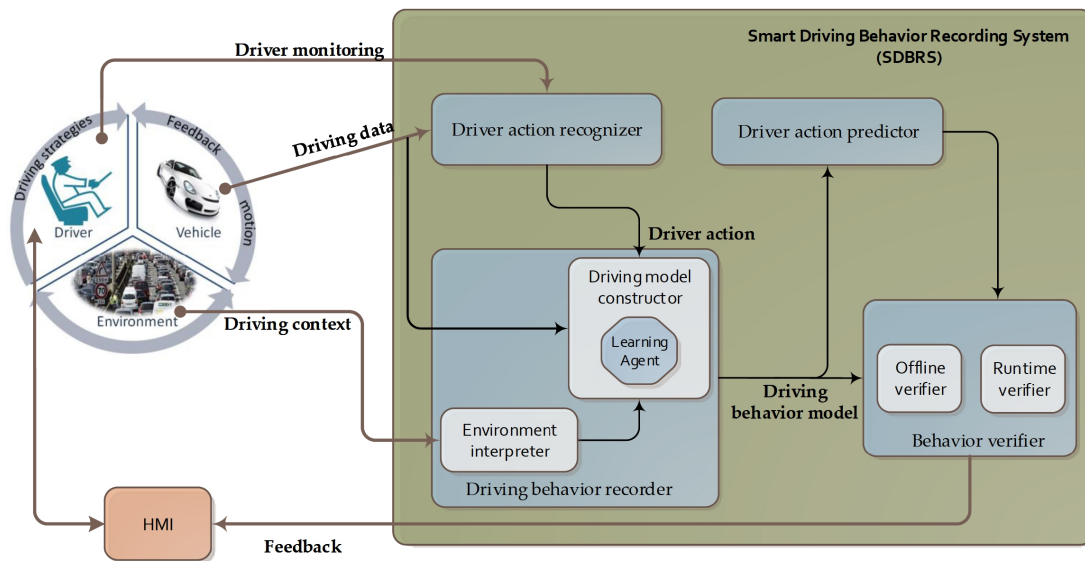 Smart Driving Behavior Recording System
(SDBRS)
Driver monitoring
Driving strategies
Feedback
motion
Driver
Vehicle
Environment
Driving data
Driver action recognizer
Driver action predictor
Driver action
Driving context
Driving model
constructor
Learning
Agent
Environment
interpreter
Driving behavior recorder
Driving
behavior model
Offline
verifier
Runtime
verifier
Behavior verifier
HMI
Feedback